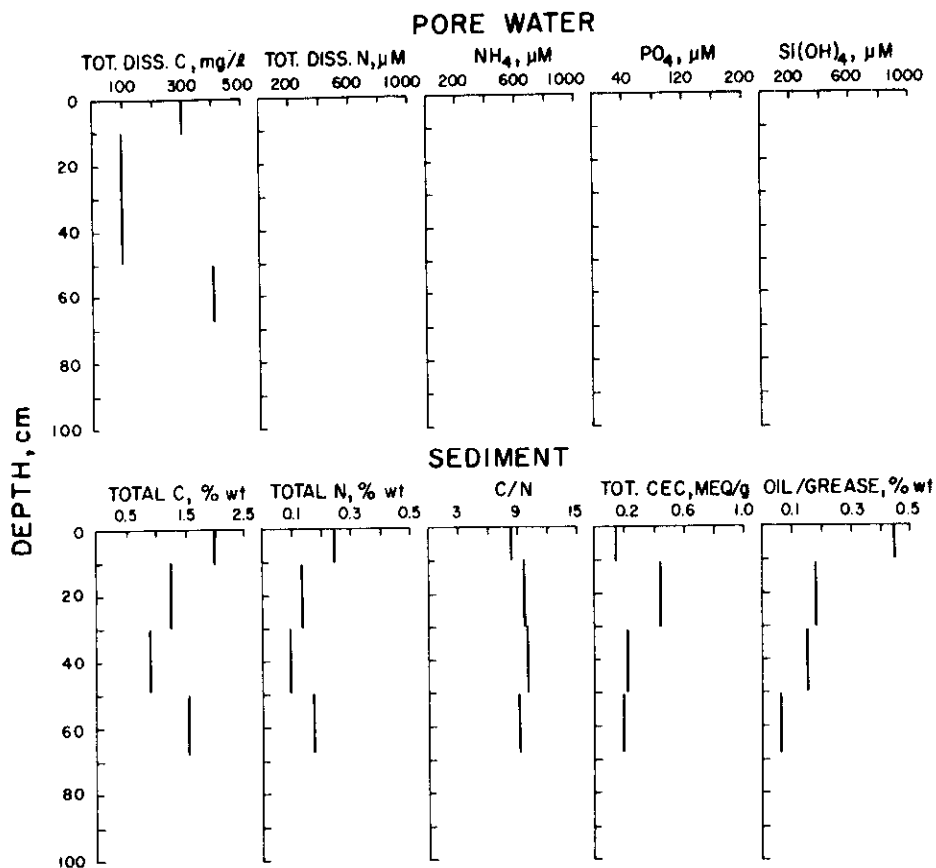 PORE WATER
TOT. DISS. C, mg/ℓ TOT. DISS. N, μM NH₄, μM PO₄, μM Si(OH)₄, μM
100 300 500 200 600 1000 200 600 1000 40 120 200 200 600 1000
0
20
40
60
80
100
DEPTH, cm
SEDIMENT
TOTAL C, % wt TOTAL N, % wt C/N TOT. CEC, MEQ/g OIL/GREASE, % wt
0.5 1.5 2.5 0.1 0.3 0.5 3 9 15 0.2 0.6 1.0 0.1 0.3 0.5
0
20
40
60
80
100